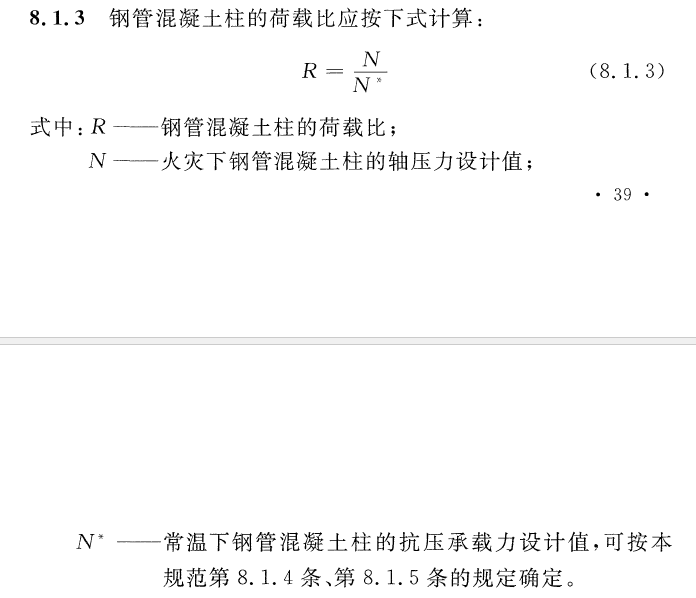 8.1.3 钢管混凝土柱的荷载比应按下式计算:
R = N / N* (8.1.3)
式中: R ——钢管混凝土柱的荷载比;
N ——火灾下钢管混凝土柱的轴压力设计值;
· 39 ·
N* ——常温下钢管混凝土柱的抗压承载力设计值,可按本
规范第 8.1.4 条、第 8.1.5 条的规定确定。